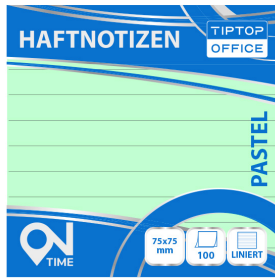 HAFTNOTIZEN
TIPTOP
OFFICE
PASTEL
ON
TIME
75x75
mm
100
LINIERT